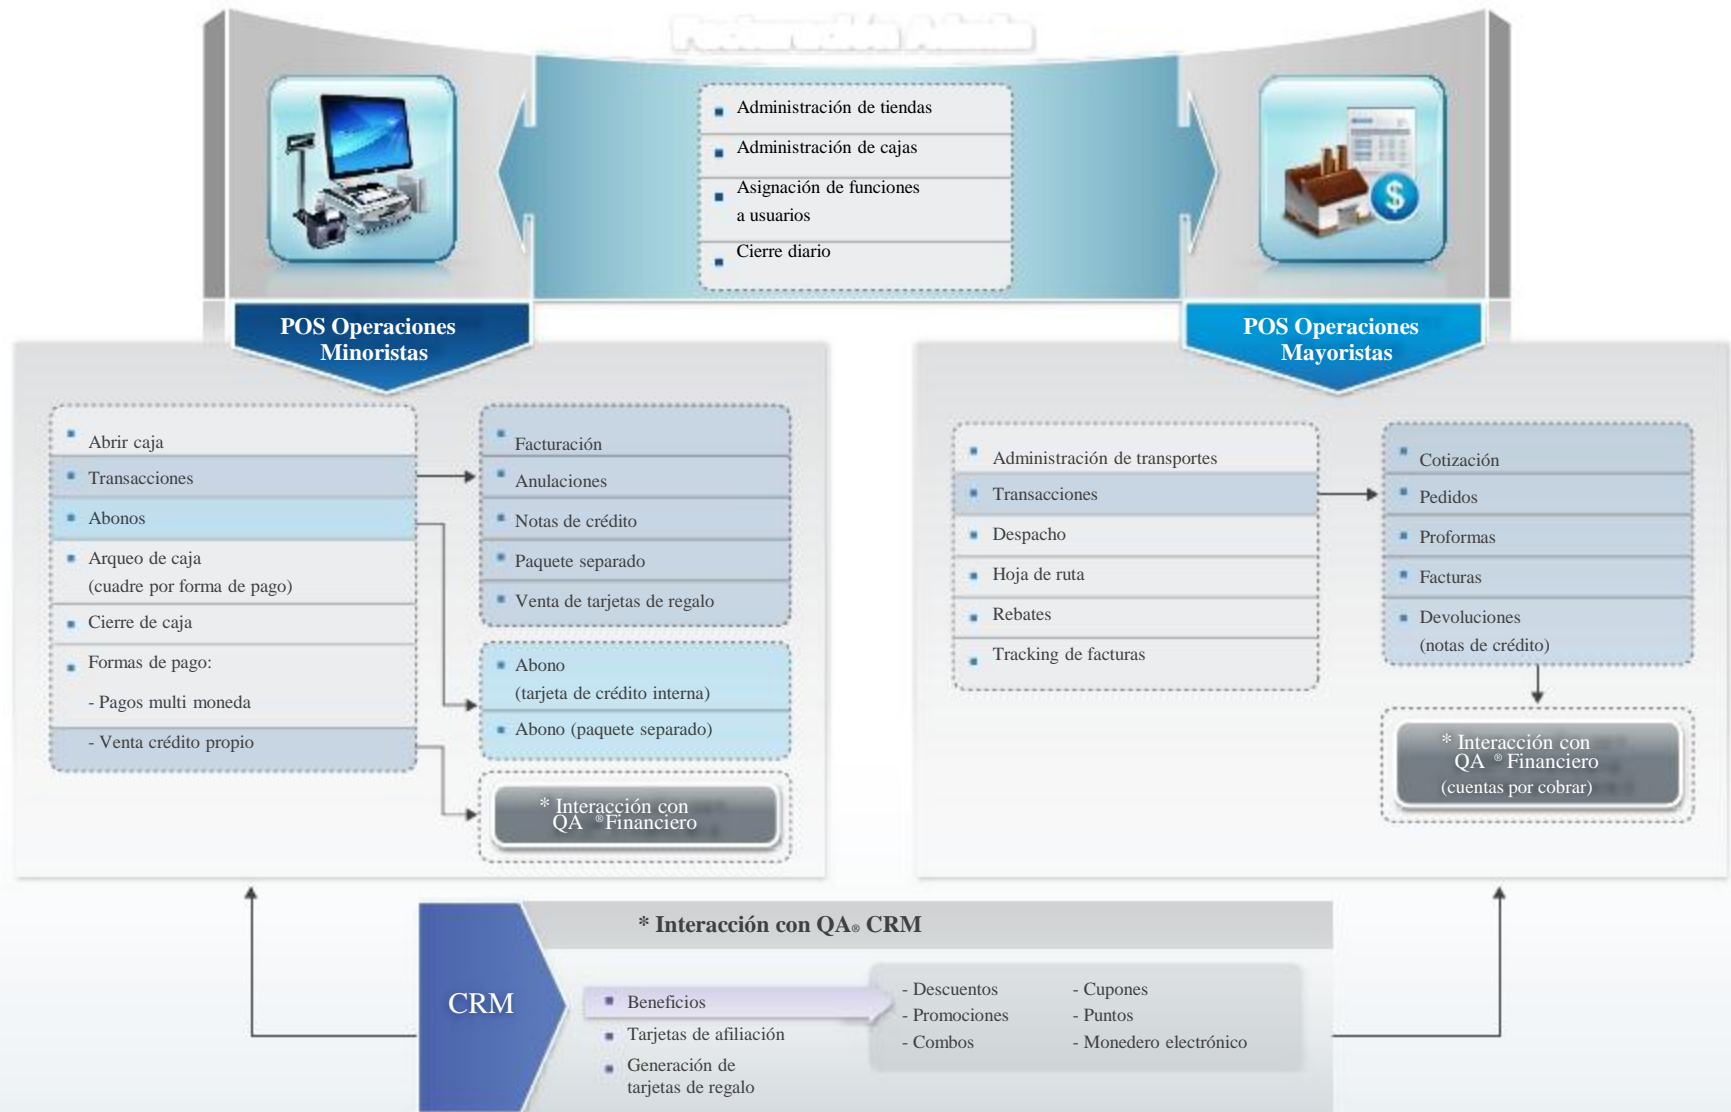 Administración de tiendas
Administración de cajas
Asignación de funciones
a usuarios
Cierre diario
POS Operaciones
Minoristas
Abrir caja
Transacciones
Abonos
Arqueo de caja
(cuadre por forma de pago)
Cierre de caja
Formas de pago:
- Pagos multi moneda
- Venta crédito propio
Facturación
Anulaciones
Notas de crédito
Paquete separado
Venta de tarjetas de regalo
Abono
(tarjeta de crédito interna)
Abono (paquete separado)
* Interacción con
QA ® Financiero
POS Operaciones
Mayoristas
Administración de transportes
Transacciones
Despacho
Hoja de ruta
Rebates
Tracking de facturas
Cotización
Pedidos
Proformas
Facturas
Devoluciones
(notas de crédito)
* Interacción con
QA ® Financiero
(cuentas por cobrar)
* Interacción con QA® CRM
CRM
Beneficios
Tarjetas de afiliación
Generación de
tarjetas de regalo
- Descuentos
- Promociones
- Combos
- Cupones
- Puntos
- Monedero electrónico